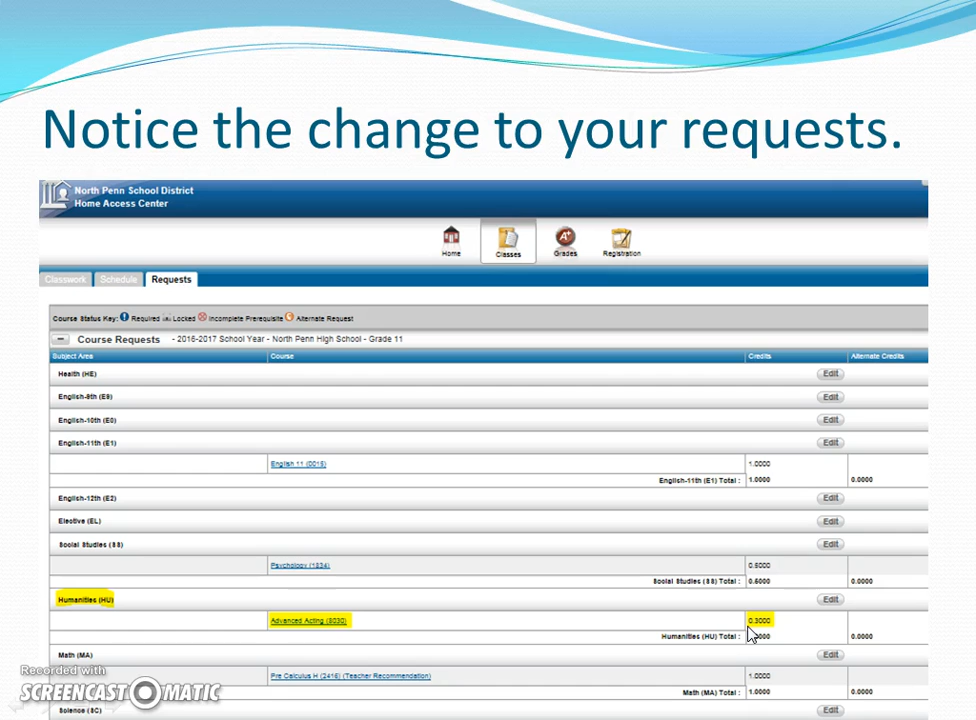 Notice the change to your requests.
North Penn School District
Home Access Center
Home Classes Grades Registration
Classwork Schedule Requests
Course Status Key: Required Locked Incomplete Prerequisite Alternate Request
Course Requests - 2016-2017 School Year - North Penn High School - Grade 11
Subject Area Course Credits Alternate Credits
Health (HE) Edit
English-9th (E9) Edit
English-10th (E0) Edit
English-11th (E1) Edit
English 11 (0015) 1.0000
English-11th (E1) Total : 1.0000 0.0000
English-12th (E2) Edit
Elective (EL) Edit
Social Studies (SS) Edit
Psychology (1834) 0.5000
Social Studies (SS) Total : 0.5000 0.0000
Humanities (HU) Edit
Advanced Acting (8030) 0.3000
Humanities (HU) Total : 0.0000
Math (MA) Edit
Pre Calculus H (2416) (Teacher Recommendation) 1.0000
Math (MA) Total : 1.0000 0.0000
Science (SC) Edit
Recorded with
SCREENCAST-O-MATIC